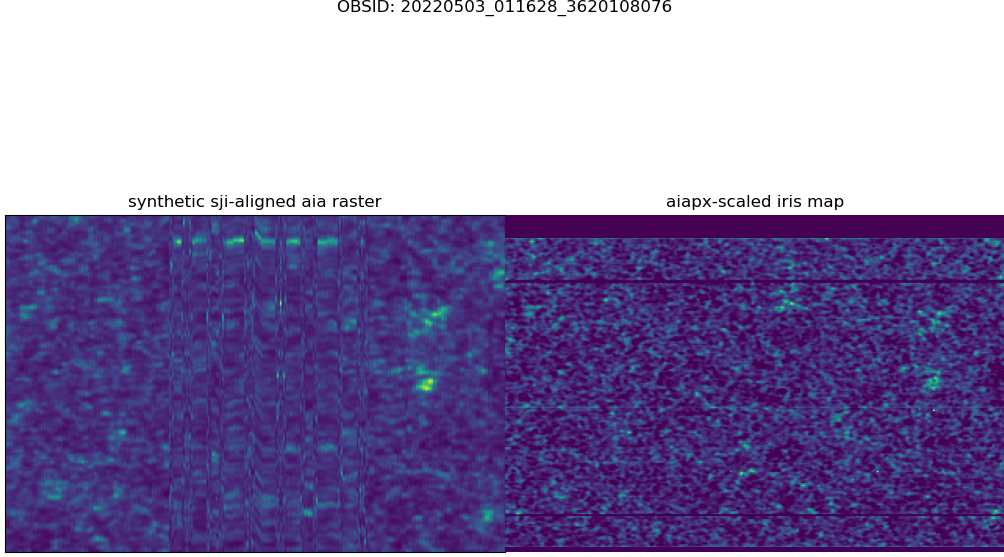 OBSID: 20220503_011628_3620108076
synthetic sji-aligned aia raster
aiapx-scaled iris map